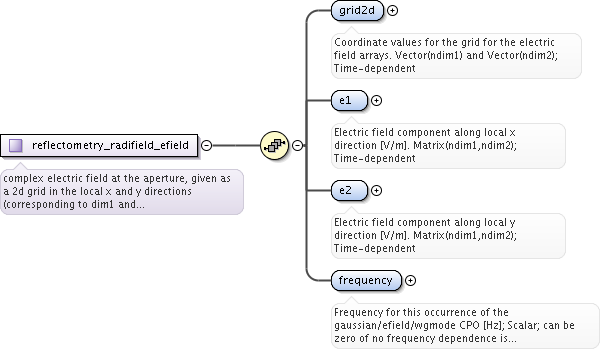 grid2d
Coordinate values for the grid for the electric
field arrays. Vector(ndim1) and Vector(ndim2);
Time-dependent
e1
Electric field component along local x
direction [V/m]. Matrix(ndim1,ndim2);
Time-dependent
reflectometry_radifield_efield
complex electric field at the aperture, given as
a 2d grid in the local x and y directions
(corresponding to dim1 and...
e2
Electric field component along local y
direction [V/m]. Matrix(ndim1,ndim2);
Time-dependent
frequency
Frequency for this occurrence of the
gaussian/efield/wgmode CPO [Hz]; Scalar; can be
zero of no frequency dependence is...